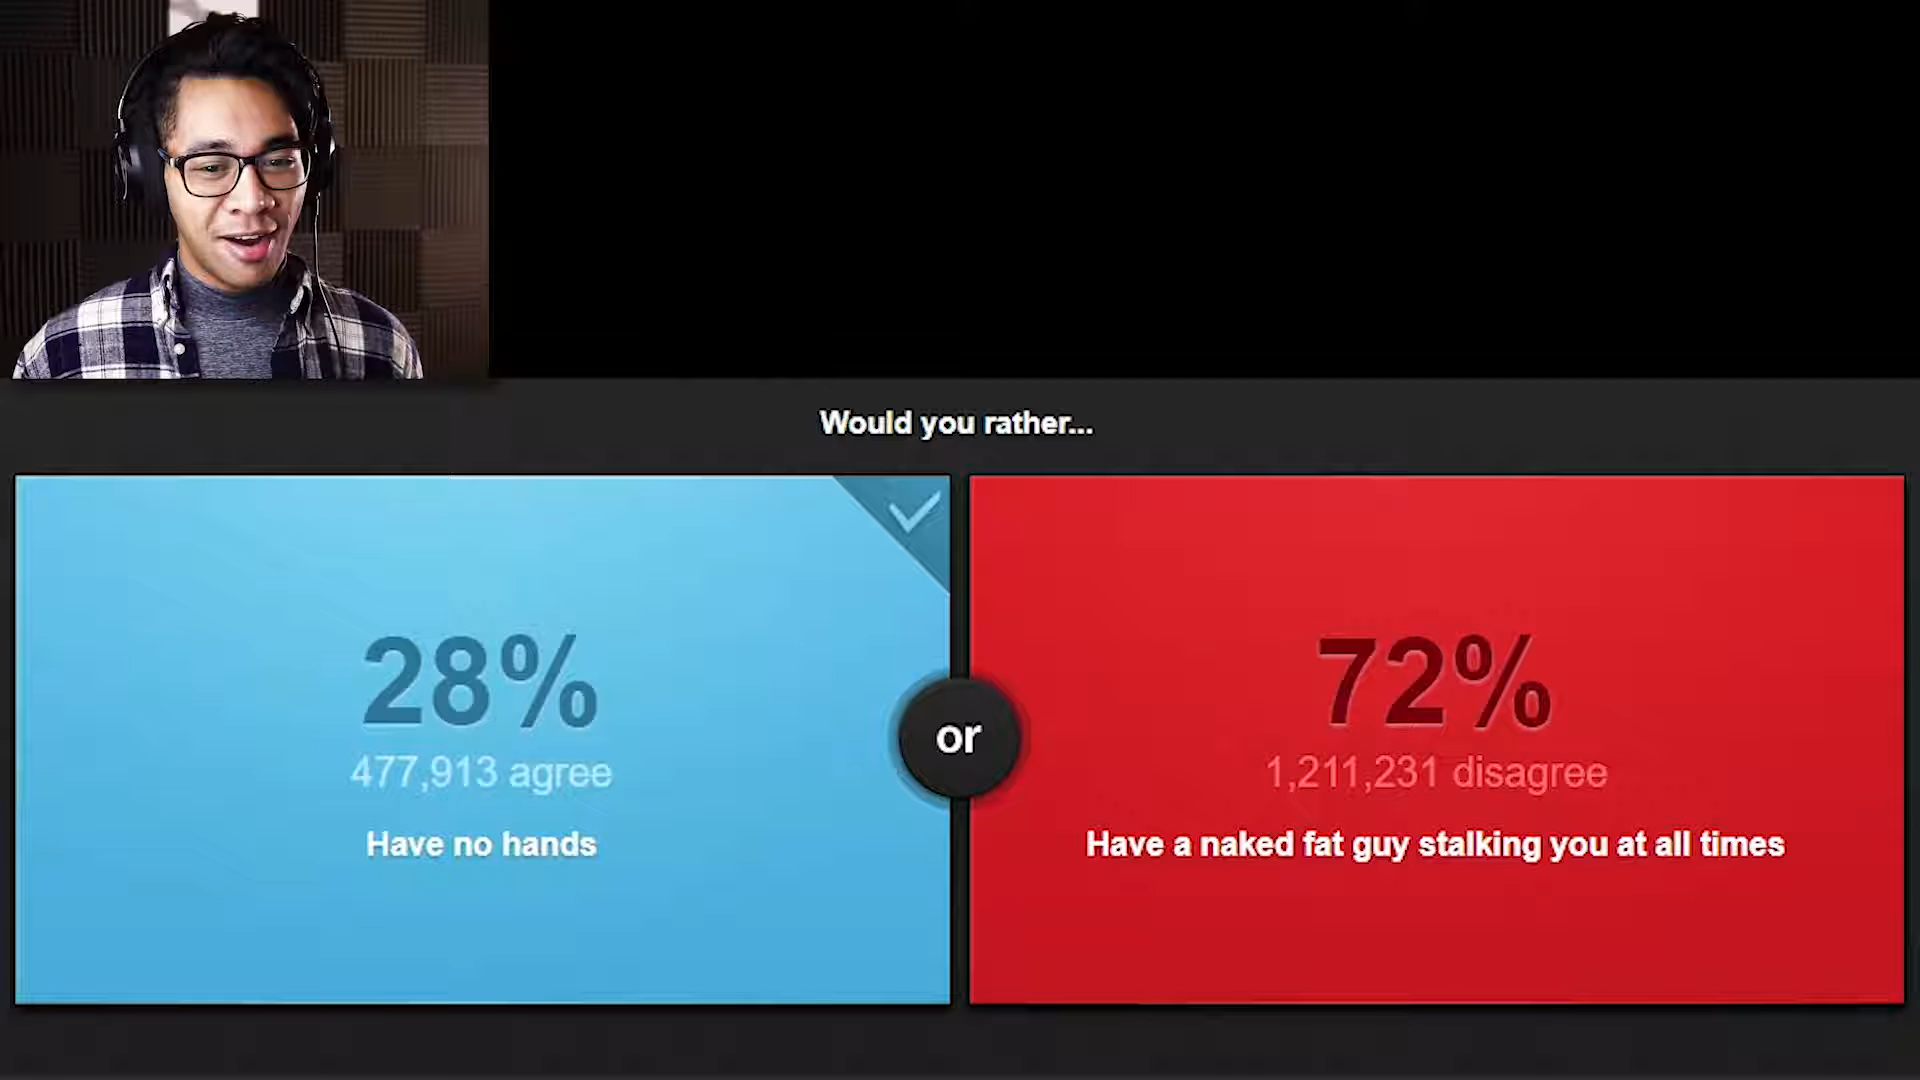 Would you rather...
28%
477,913 agree
Have no hands
or
72%
1,211,231 disagree
Have a naked fat guy stalking you at all times